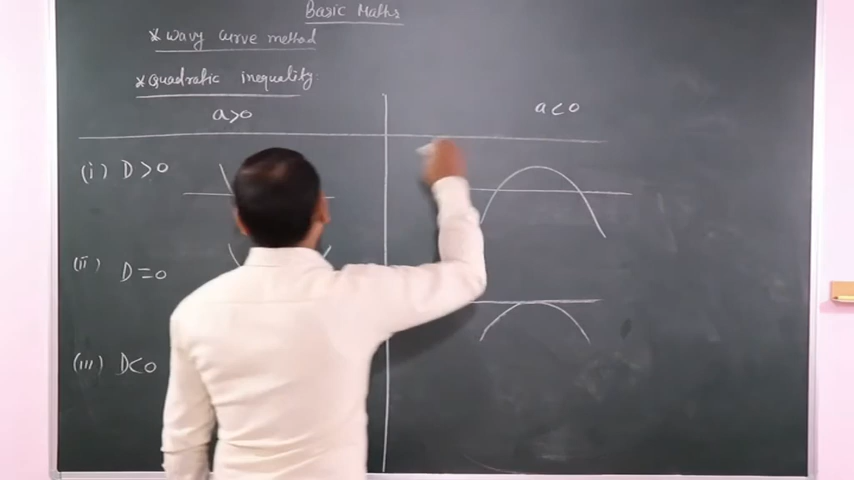 Basic Maths
* Wavy curve method
* Quadratic inequality:
a>0
a<0
(i) D>0
(ii) D=0
(iii) D<0